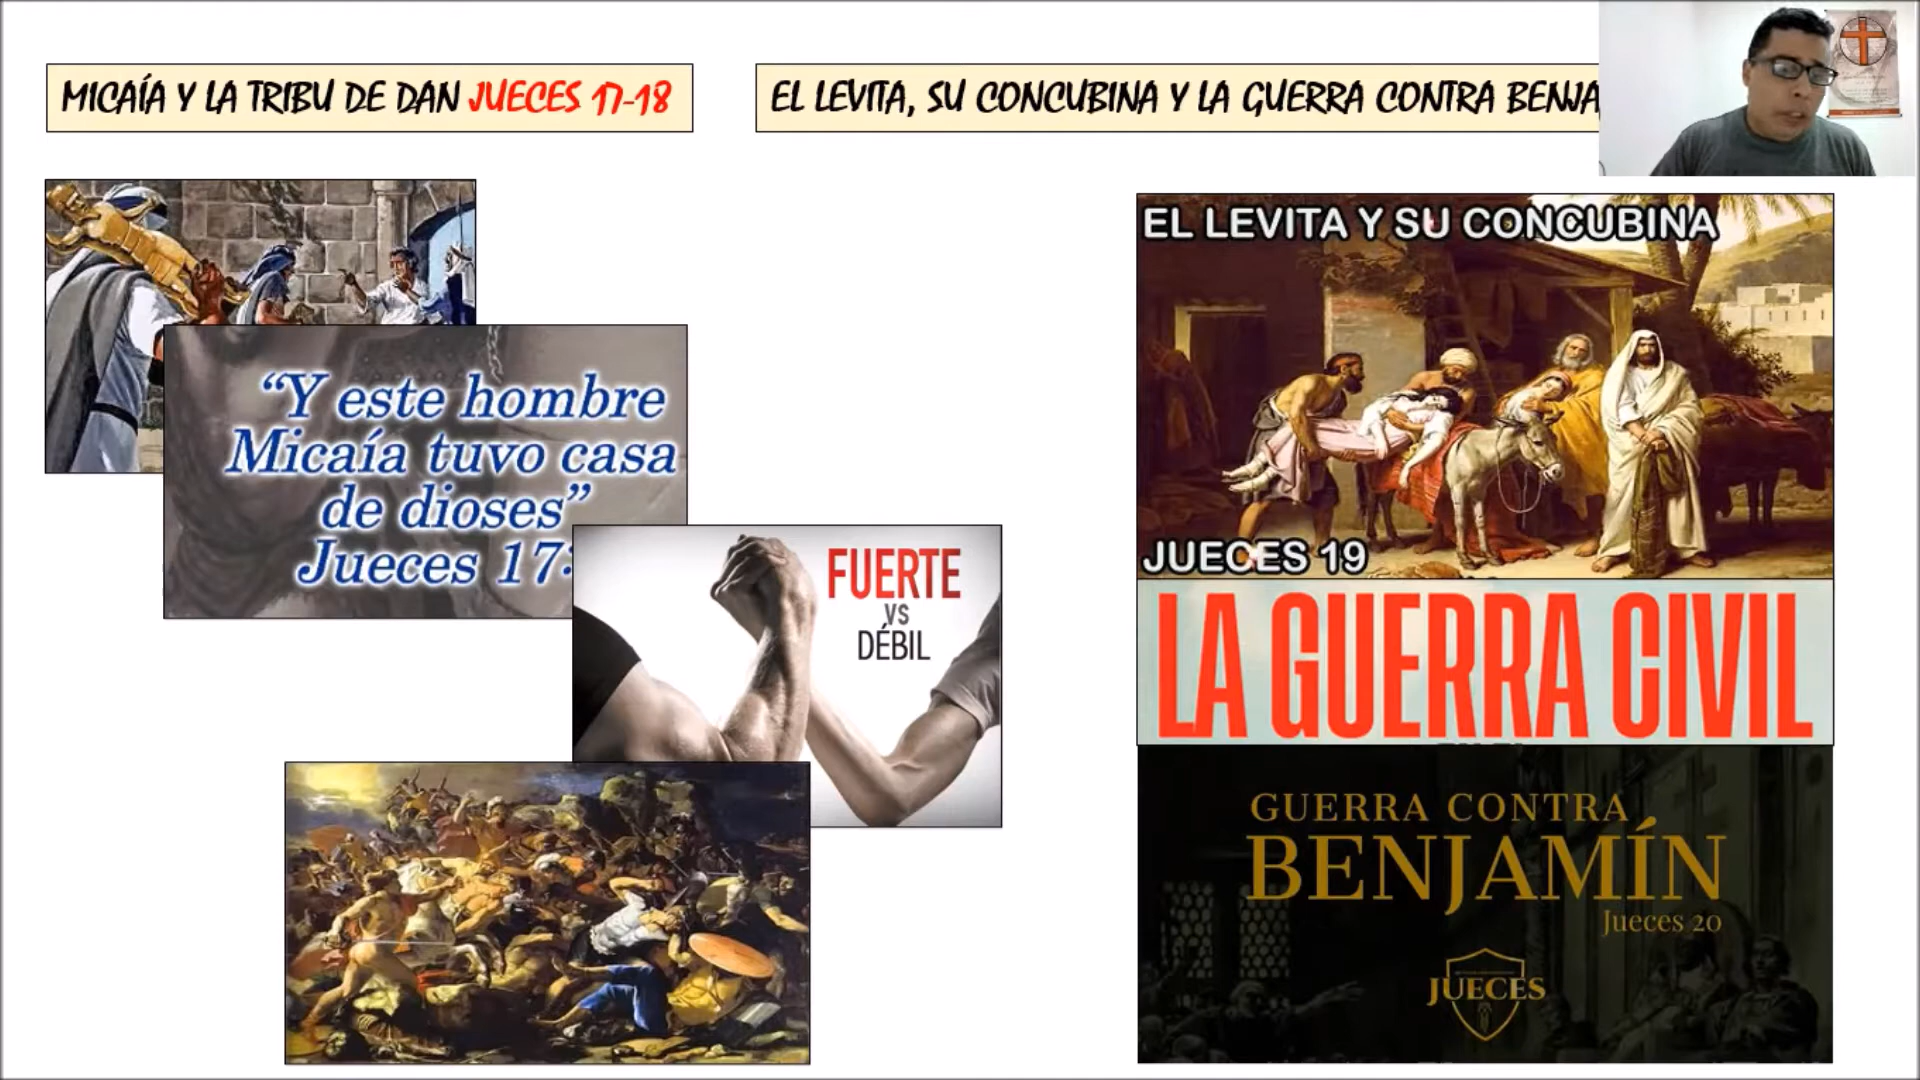 MICAÍA Y LA TRIBU DE DAN JUECES 17-18
EL LEVITA, SU CONCUBINA Y LA GUERRA CONTRA
“Y este hombre
Micaía tuvo casa
de dioses”
Jueces 17:
FUERTE
VS
DÉBIL
EL LEVITA Y SU CONCUBINA
JUECES 19
LA GUERRA CIVIL
GUERRA CONTRA
BENJAMÍN
Jueces 20
JUECES